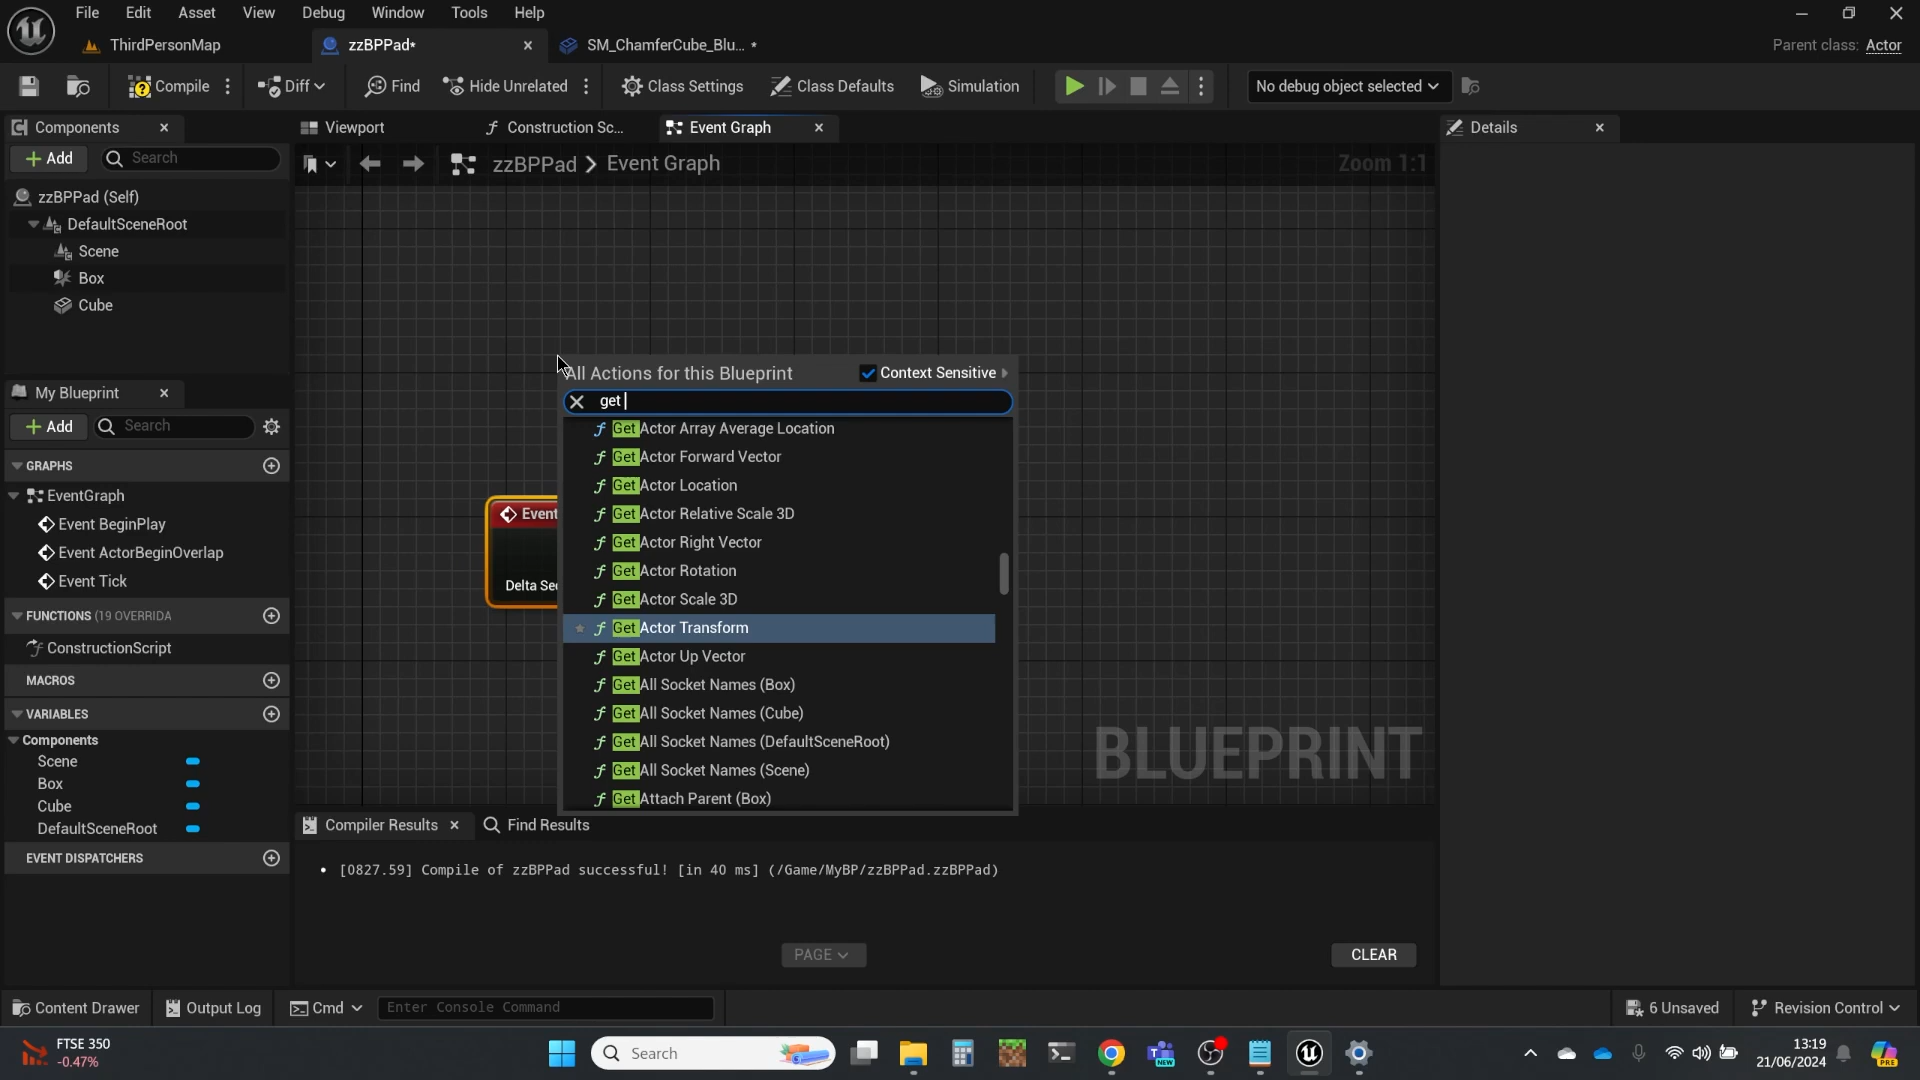 File Edit Asset View Debug Window Tools Help
ThirdPersonMap zzBPPad* SM_ChamferCube_Blu... * Parent class: Actor
Compile Diff Find Hide Unrelated Class Settings Class Defaults Simulation No debug object selected
Components Viewport Construction Sc... Event Graph Details
Add Search zzBPPad > Event Graph Zoom 1:1
zzBPPad (Self)
DefaultSceneRoot
Scene
Box
Cube
All Actions for this Blueprint Context Sensitive
My Blueprint
get
Add Search
Get Actor Array Average Location
Get Actor Forward Vector
GRAPHS
Get Actor Location
EventGraph
Event
Get Actor Relative Scale 3D
Event BeginPlay
Get Actor Right Vector
Event ActorBeginOverlap
Get Actor Rotation
Event Tick
Delta Sec
Get Actor Scale 3D
FUNCTIONS (19 OVERRIDA
Get Actor Transform
ConstructionScript
Get Actor Up Vector
MACROS
Get All Socket Names (Box)
VARIABLES
Get All Socket Names (Cube)
Components
Get All Socket Names (DefaultSceneRoot)
Scene
Get All Socket Names (Scene)
Box
Get Attach Parent (Box)
Cube
BLUEPRINT
DefaultSceneRoot
Compiler Results Find Results
EVENT DISPATCHERS
• [0827.59] Compile of zzBPPad successful! [in 40 ms] (/Game/MyBP/zzBPPad.zzBPPad)
PAGE CLEAR
Content Drawer Output Log Cmd Enter Console Command 6 Unsaved Revision Control
FTSE 350
-0.47%
Search
NEW
13:19
21/06/2024
PRE